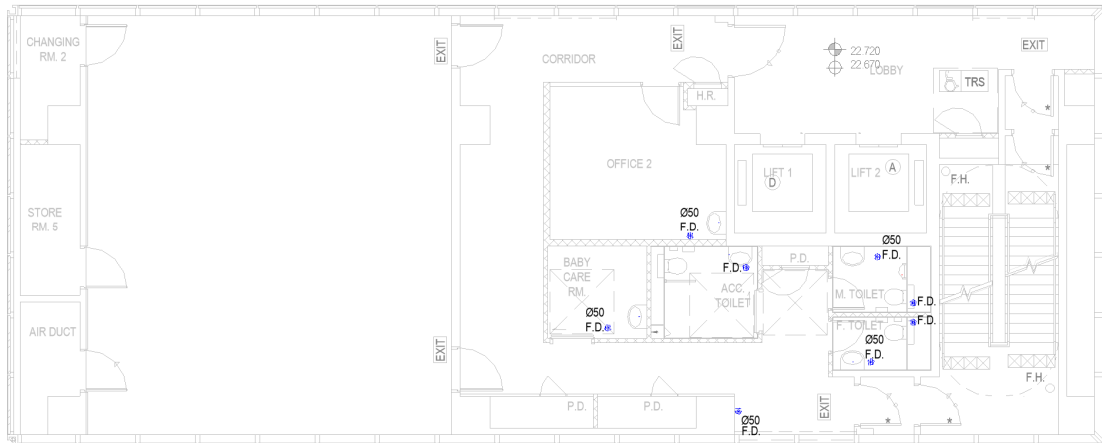 CHANGING
RM. 2
EXIT
CORRIDOR
EXIT
22.720
22.670
LOBBY
EXIT
TRS
H.R.
*
OFFICE 2
LIFT 1
D
LIFT 2
A
*
F.H.
STORE
RM. 5
Ø50
F.D.
Ø50
F.D.
BABY
CARE
RM.
F.D.
P.D.
ACC.
TOILET
M. TOILET
F.D.
Ø50
F.D.
AIR DUCT
F. TOILET
F.D.
Ø50
F.D.
EXIT
F.H.
P.D.
P.D.
Ø50
F.D.
EXIT
*
*